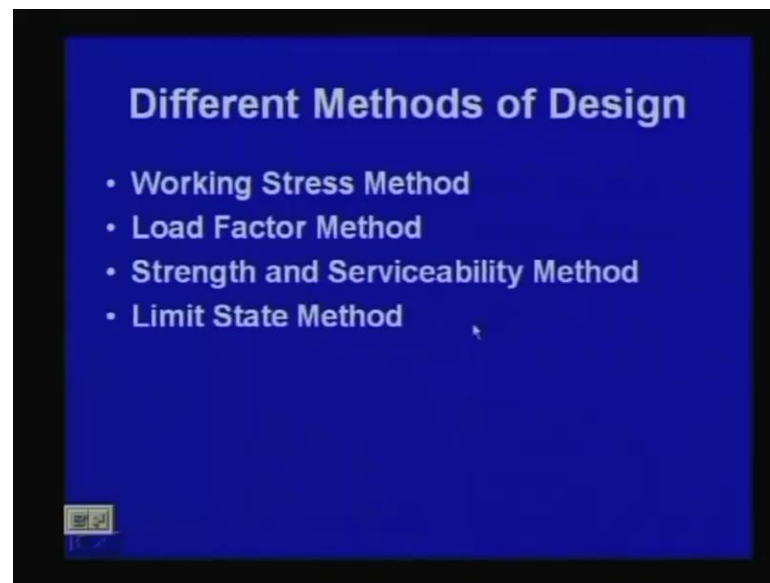 Different Methods of Design
• Working Stress Method
• Load Factor Method
• Strength and Serviceability Method
• Limit State Method